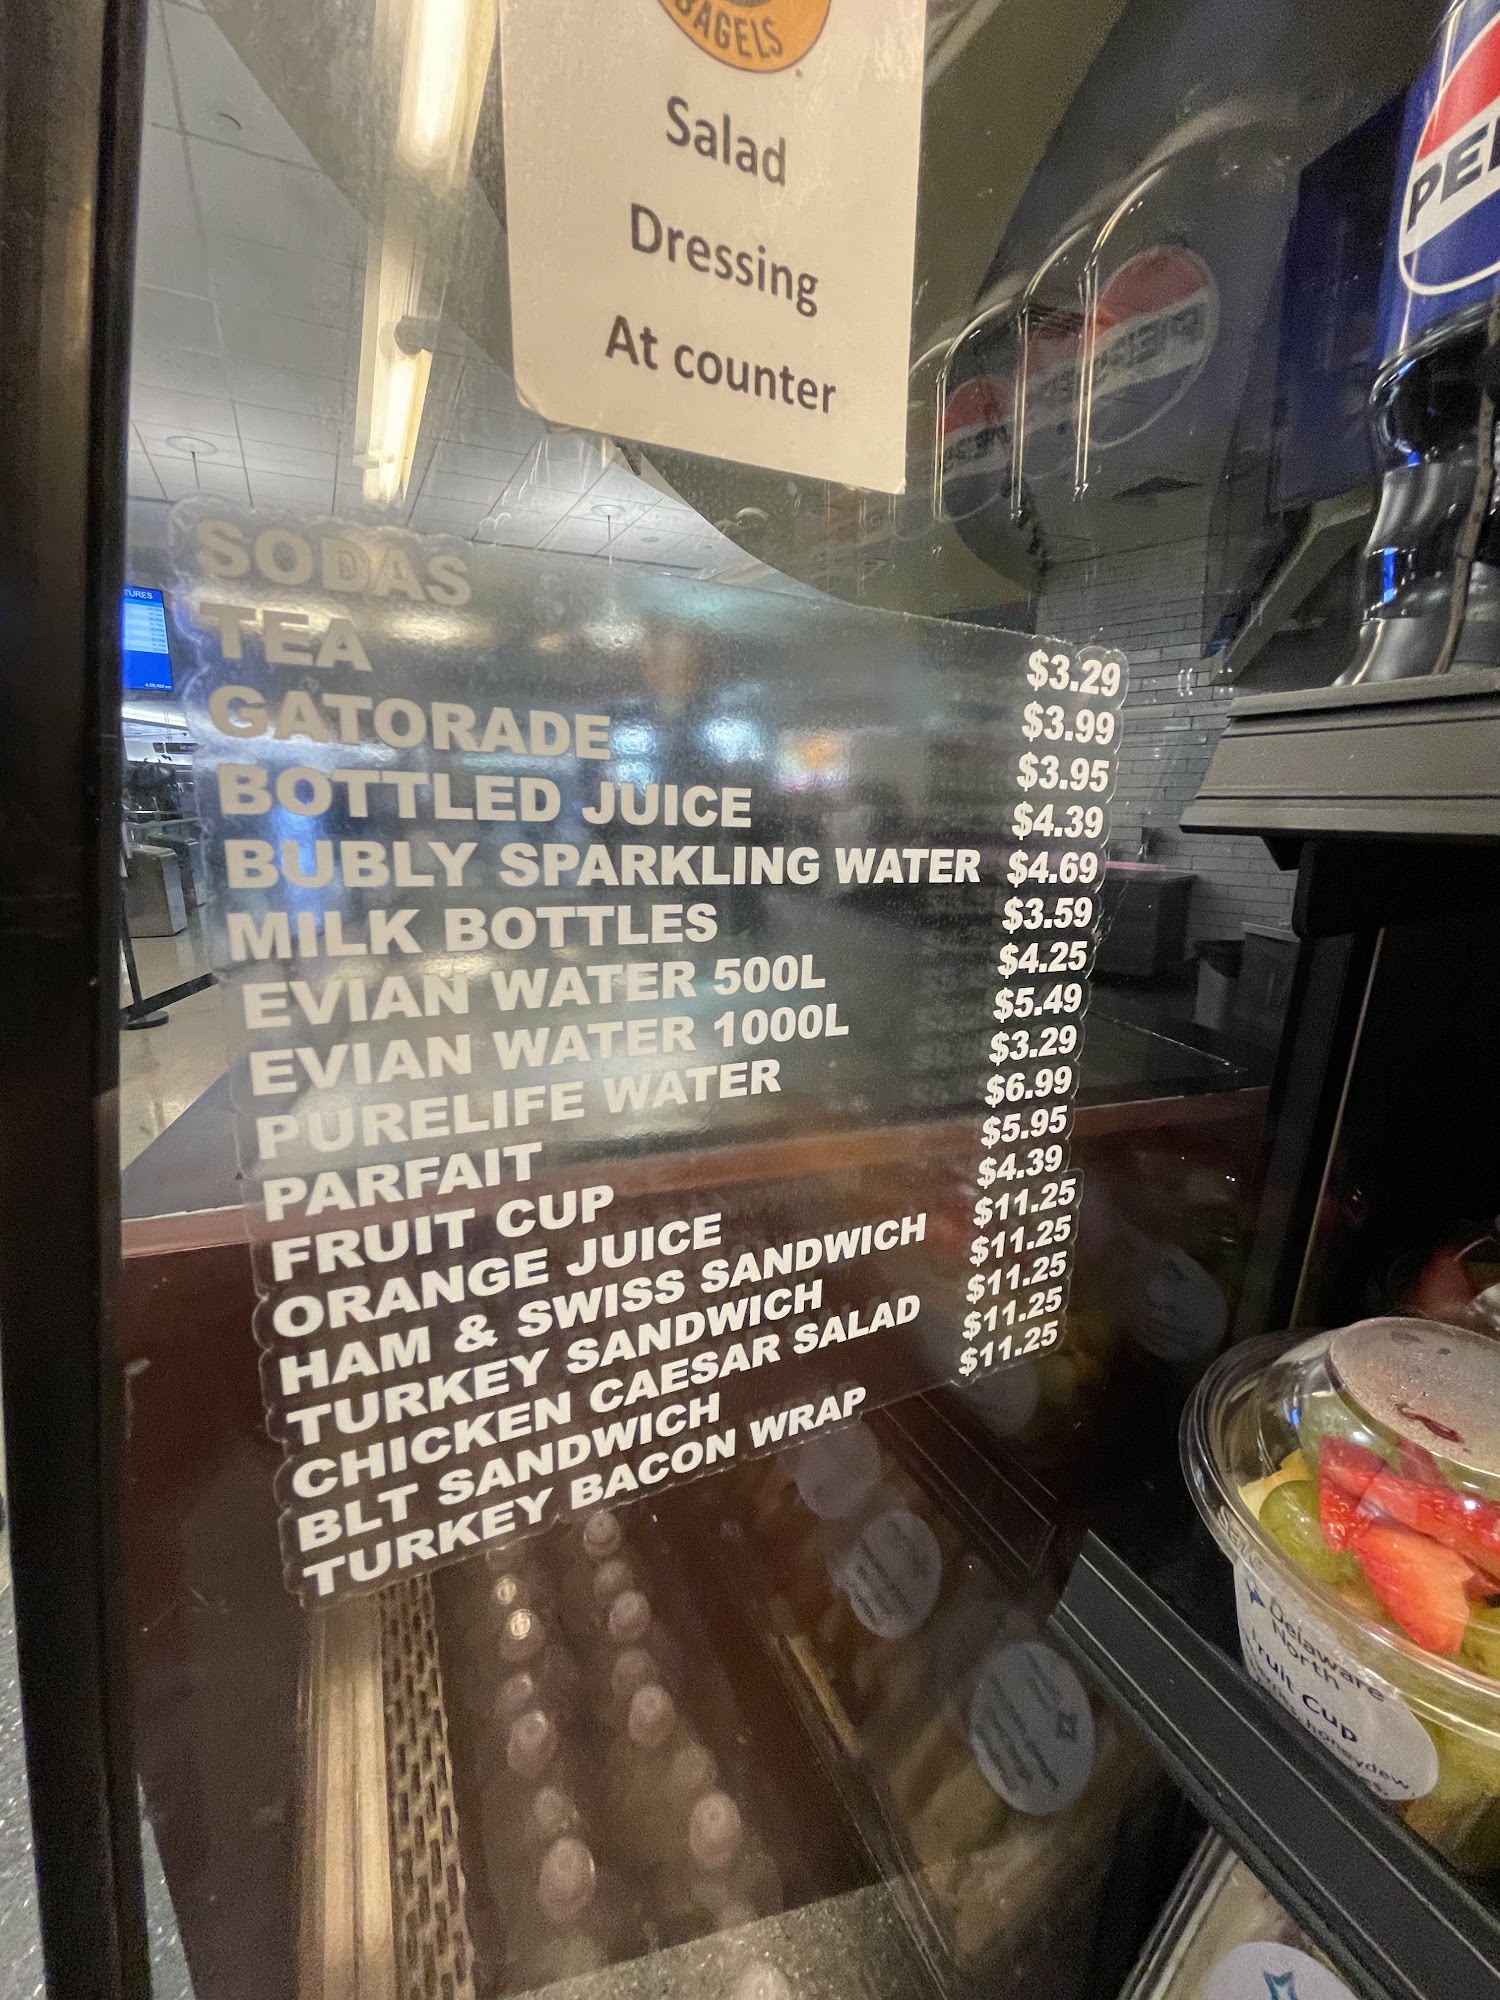 BAGELS
Salad
Dressing
At counter
SODAS $3.29
TEA $3.99
GATORADE $3.95
BOTTLED JUICE $4.39
BUBLY SPARKLING WATER $4.69
MILK BOTTLES $3.59
EVIAN WATER 500L $4.25
EVIAN WATER 1000L $5.49
PURELIFE WATER $3.29
PARFAIT $6.99
FRUIT CUP $5.95
ORANGE JUICE $4.39
HAM & SWISS SANDWICH $11.25
TURKEY SANDWICH $11.25
CHICKEN CAESAR SALAD $11.25
BLT SANDWICH $11.25
TURKEY BACON WRAP $11.25
Delaware
North
Fruit Cup
honeydew